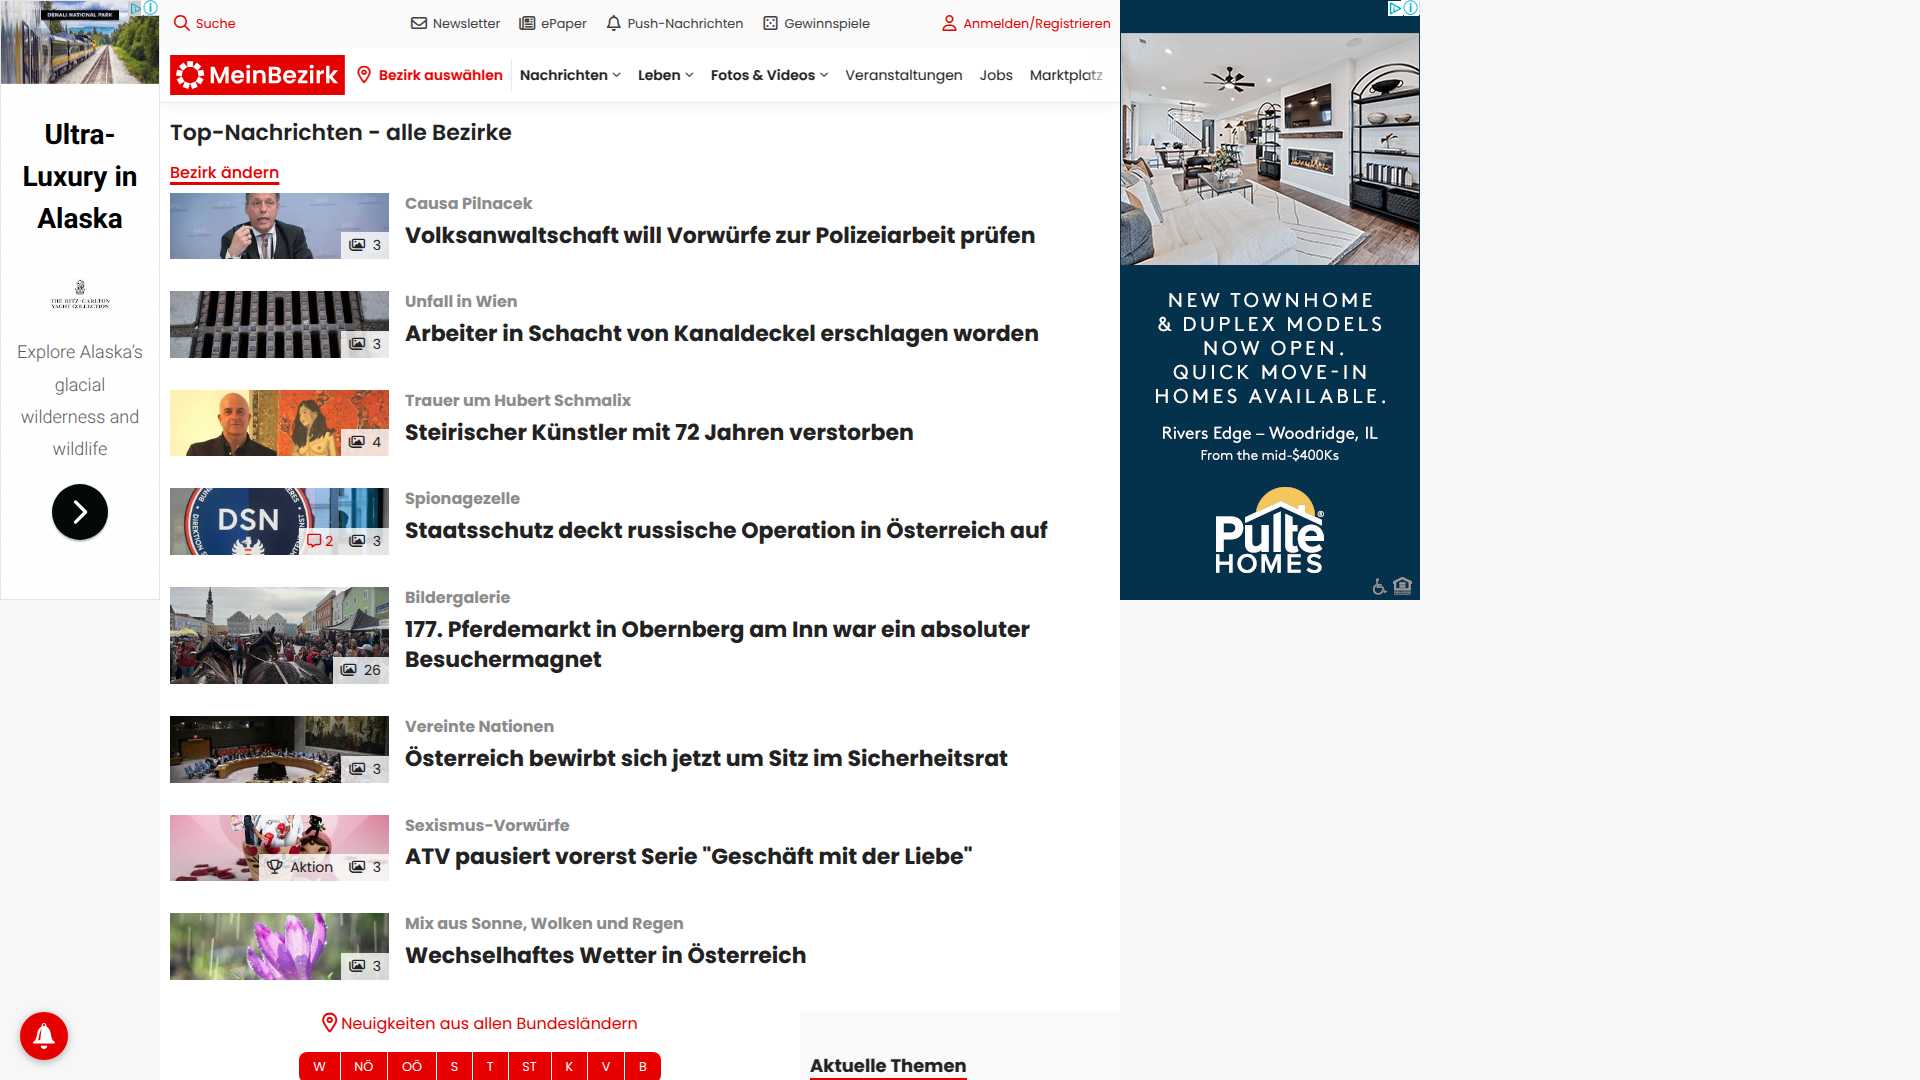 DENALI NATIONAL PARK
Ultra-
Luxury in
Alaska
THE RITZ-CARLTON
YACHT COLLECTION
Explore Alaska's
glacial
wilderness and
wildlife
Suche
Newsletter
ePaper
Push-Nachrichten
Gewinnspiele
Anmelden/Registrieren
MeinBezirk
Bezirk auswählen
Nachrichten
Leben
Fotos & Videos
Veranstaltungen
Jobs
Marktplatz
Top-Nachrichten - alle Bezirke
Bezirk ändern
3
Causa Pilnacek
Volksanwaltschaft will Vorwürfe zur Polizeiarbeit prüfen
3
Unfall in Wien
Arbeiter in Schacht von Kanaldeckel erschlagen worden
4
Trauer um Hubert Schmalix
Steirischer Künstler mit 72 Jahren verstorben
DSN
2 3
Spionagezelle
Staatsschutz deckt russische Operation in Österreich auf
26
Bildergalerie
177. Pferdemarkt in Obernberg am Inn war ein absoluter
Besuchermagnet
3
Vereinte Nationen
Österreich bewirbt sich jetzt um Sitz im Sicherheitsrat
Aktion 3
Sexismus-Vorwürfe
ATV pausiert vorerst Serie "Geschäft mit der Liebe"
3
Mix aus Sonne, Wolken und Regen
Wechselhaftes Wetter in Österreich
Neuigkeiten aus allen Bundesländern
W NÖ OÖ S T ST K V B
Aktuelle Themen
NEW TOWNHOME
& DUPLEX MODELS
NOW OPEN.
QUICK MOVE-IN
HOMES AVAILABLE.
Rivers Edge – Woodridge, IL
From the mid-$400Ks
Pulte®
HOMES